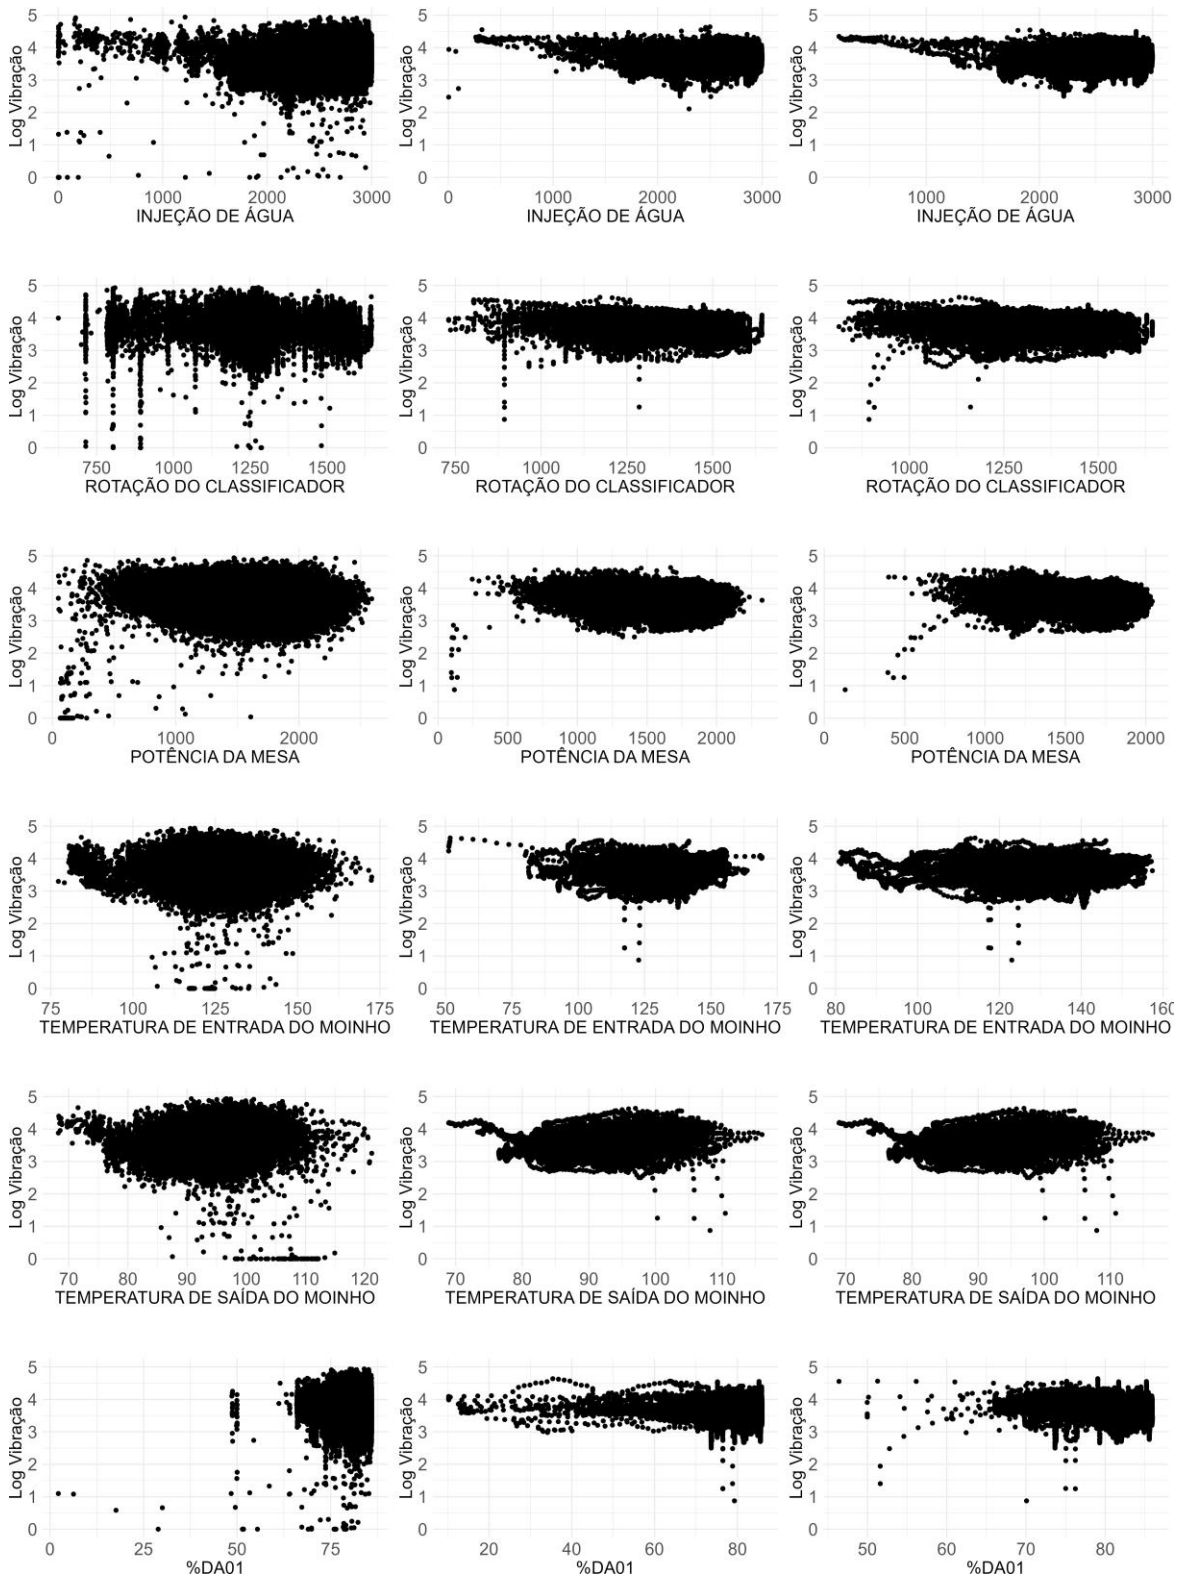 5 5 5
4 4 4
3 3 3
2 2 2
1 1 1
0 0 0
Log Vibração Log Vibração Log Vibração
0 1000 2000 3000 0 1000 2000 3000 1000 2000 3000
INJEÇÃO DE ÁGUA INJEÇÃO DE ÁGUA INJEÇÃO DE ÁGUA
5 5 5
4 4 4
3 3 3
2 2 2
1 1 1
0 0 0
Log Vibração Log Vibração Log Vibração
750 1000 1250 1500 750 1000 1250 1500 1000 1250 1500
ROTAÇÃO DO CLASSIFICADOR ROTAÇÃO DO CLASSIFICADOR ROTAÇÃO DO CLASSIFICADOR
5 5 5
4 4 4
3 3 3
2 2 2
1 1 1
0 0 0
Log Vibração Log Vibração Log Vibração
0 1000 2000 0 500 1000 1500 2000 0 500 1000 1500 2000
POTÊNCIA DA MESA POTÊNCIA DA MESA POTÊNCIA DA MESA
5 5 5
4 4 4
3 3 3
2 2 2
1 1 1
0 0 0
Log Vibração Log Vibração Log Vibração
75 100 125 150 175 50 75 100 125 150 175 80 100 120 140 160
TEMPERATURA DE ENTRADA DO MOINHO TEMPERATURA DE ENTRADA DO MOINHO TEMPERATURA DE ENTRADA DO MOINHO
5 5 5
4 4 4
3 3 3
2 2 2
1 1 1
0 0 0
Log Vibração Log Vibração Log Vibração
70 80 90 100 110 120 70 80 90 100 110 70 80 90 100 110
TEMPERATURA DE SAÍDA DO MOINHO TEMPERATURA DE SAÍDA DO MOINHO TEMPERATURA DE SAÍDA DO MOINHO
5 5 5
4 4 4
3 3 3
2 2 2
1 1 1
0 0 0
Log Vibração Log Vibração Log Vibração
0 25 50 75 20 40 60 80 50 60 70 80
%DA01 %DA01 %DA01